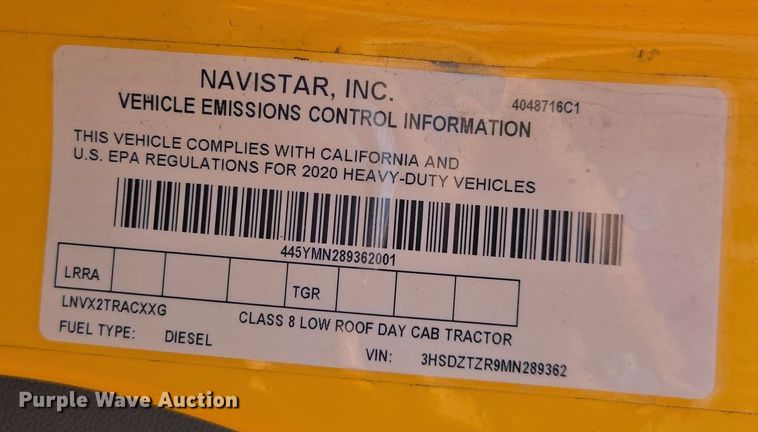 NAVISTAR, INC.
4048716C1
VEHICLE EMISSIONS CONTROL INFORMATION
THIS VEHICLE COMPLIES WITH CALIFORNIA AND
U.S. EPA REGULATIONS FOR 2020 HEAVY-DUTY VEHICLES
445YMN289362001
LRRA TGR
LNVX2TRACXXG
CLASS 8 LOW ROOF DAY CAB TRACTOR
FUEL TYPE: DIESEL
VIN: 3HSDZTZR9MN289362
Purple Wave Auction